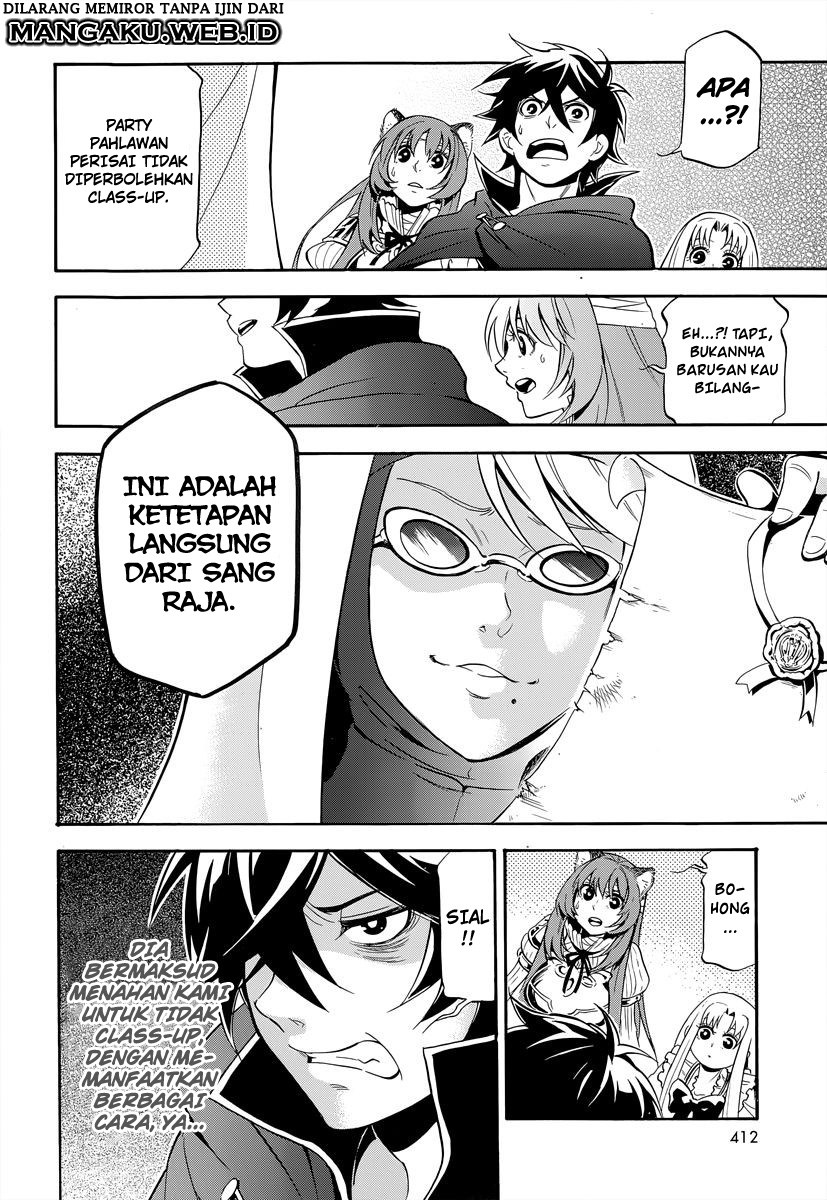 DILARANG MEMIROR TANPA IJIN DARI
MANGAKU.WEB.ID
APA
...?!
PARTY
PAHLAWAN
PERISAI TIDAK
DIPERBOLEHKAN
CLASS-UP.
EH...?! TAPI,
BUKANNYA
BARUSAN KAU
BILANG-
INI ADALAH
KETETAPAN
LANGSUNG
DARI SANG
RAJA.
BO-
HONG
...
SIAL
!!
DIA
BERMAKSUD
MENAHAN KAMI
UNTUK TIDAK
CLASS-UP,
DENGAN ME-
MANFAATKAN
BERBAGAI
CARA, YA...
412